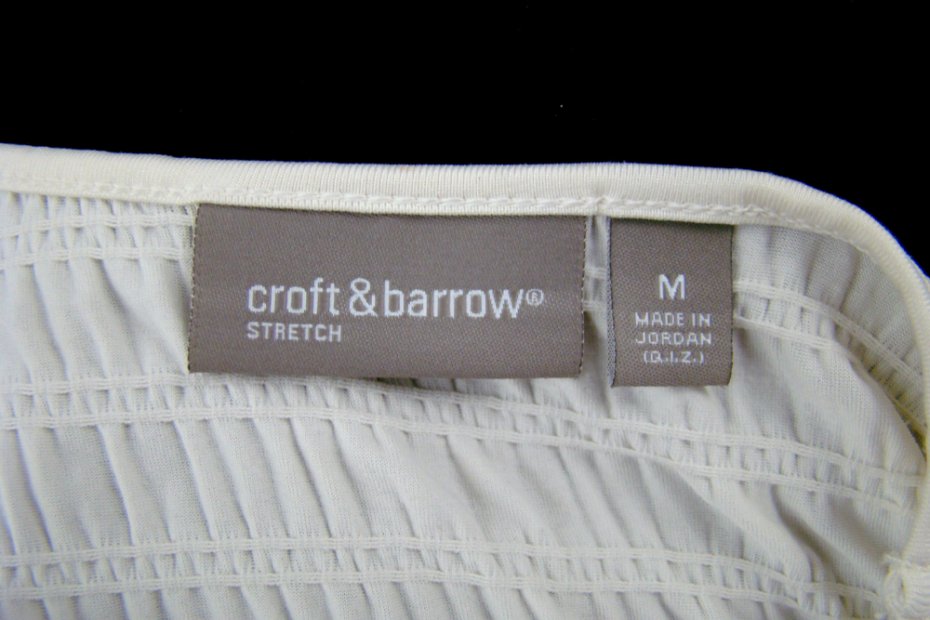 croft&barrow®
STRETCH
M
MADE IN
JORDAN
(Q.I.Z.)